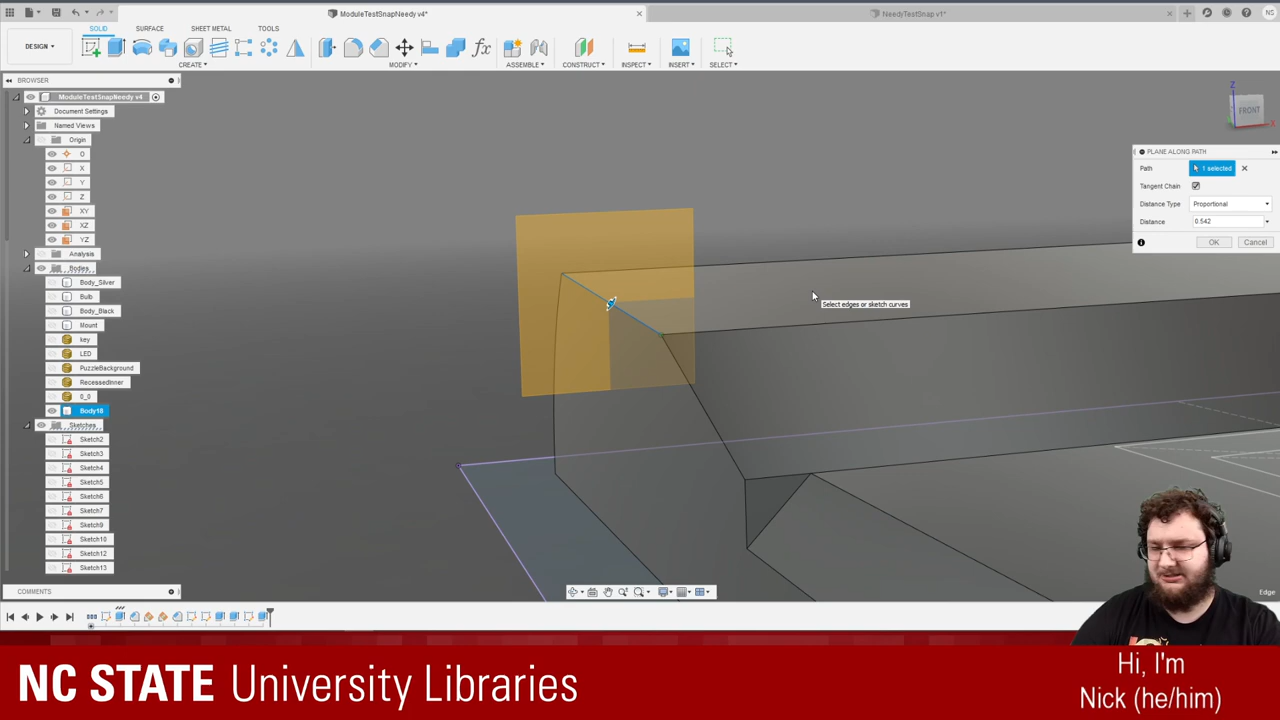 ModuleTestSnapNeedy v4*
NeedyTestSnap v1*
NS
SOLID
SURFACE
SHEET METAL
TOOLS
DESIGN
CREATE
MODIFY
ASSEMBLE
CONSTRUCT
INSPECT
INSERT
SELECT
BROWSER
ModuleTestSnapNeedy v4
Document Settings
Named Views
Origin
O
X
Y
Z
XY
XZ
YZ
Analysis
Bodies
Body_Silver
Bulb
Body_Black
Mount
key
LED
PuzzleBackground
RecessedInner
0_0
Body18
Sketches
Sketch2
Sketch3
Sketch4
Sketch5
Sketch6
Sketch7
Sketch9
Sketch10
Sketch12
Sketch13
COMMENTS
Z
FRONT
X
PLANE ALONG PATH
Path
1 selected
Tangent Chain
Distance Type
Proportional
Distance
0.542
OK
Cancel
Select edges or sketch curves
Edge
NC STATE University Libraries
Hi, I'm
Nick (he/him)